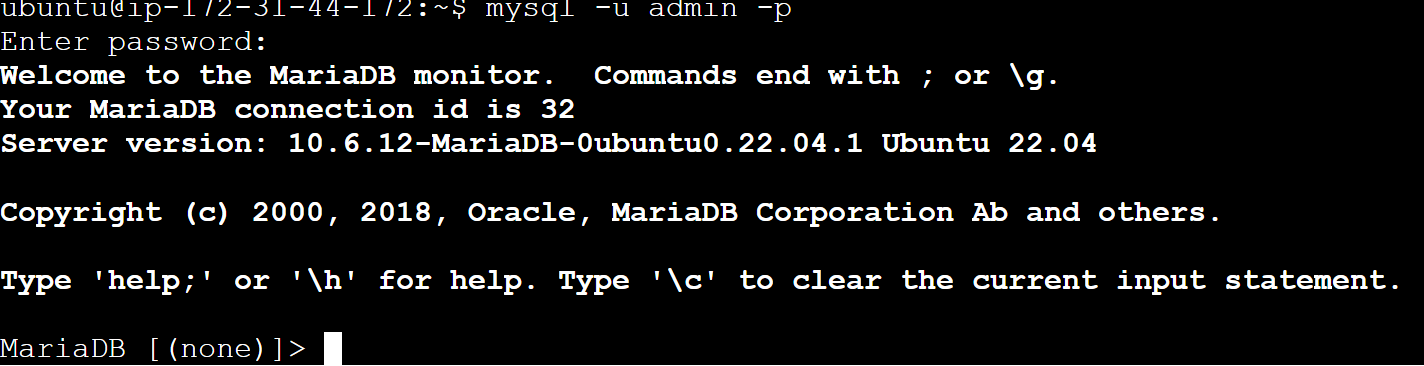 ubuntu@ip-172-31-44-172:~$ mysql -u admin -p
Enter password:
Welcome to the MariaDB monitor.  Commands end with ; or \g.
Your MariaDB connection id is 32
Server version: 10.6.12-MariaDB-0ubuntu0.22.04.1 Ubuntu 22.04
Copyright (c) 2000, 2018, Oracle, MariaDB Corporation Ab and others.
Type 'help;' or '\h' for help. Type '\c' to clear the current input statement.
MariaDB [(none)]>